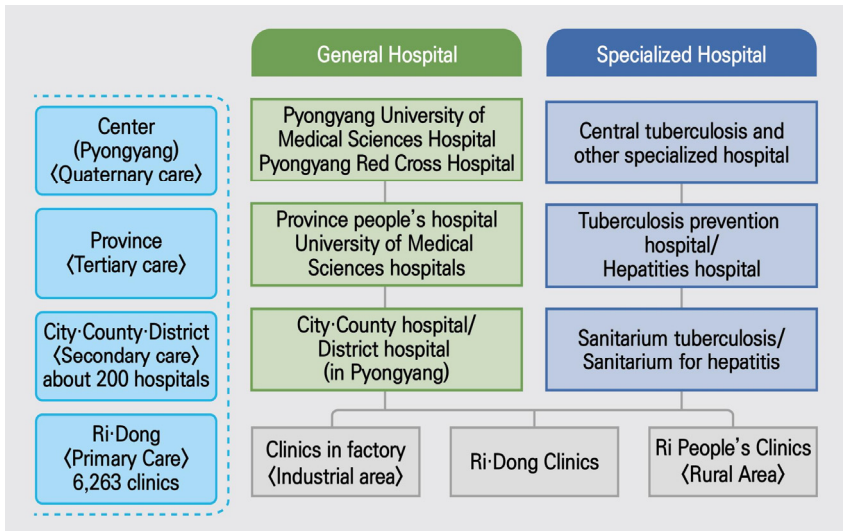 General Hospital
Specialized Hospital
Center
(Pyongyang)
〈Quaternary care〉
Pyongyang University of
Medical Sciences Hospital
Pyongyang Red Cross Hospital
Central tuberculosis and
other specialized hospital
Province
〈Tertiary care〉
Province people's hospital
University of Medical
Sciences hospitals
Tuberculosis prevention
hospital/
Hepatities hospital
City·County·District
〈Secondary care〉
about 200 hospitals
City·County hospital/
District hospital
(in Pyongyang)
Sanitarium tuberculosis/
Sanitarium for hepatitis
Ri·Dong
〈Primary Care〉
6,263 clinics
Clinics in factory
〈Industrial area〉
Ri·Dong Clinics
Ri People's Clinics
〈Rural Area〉